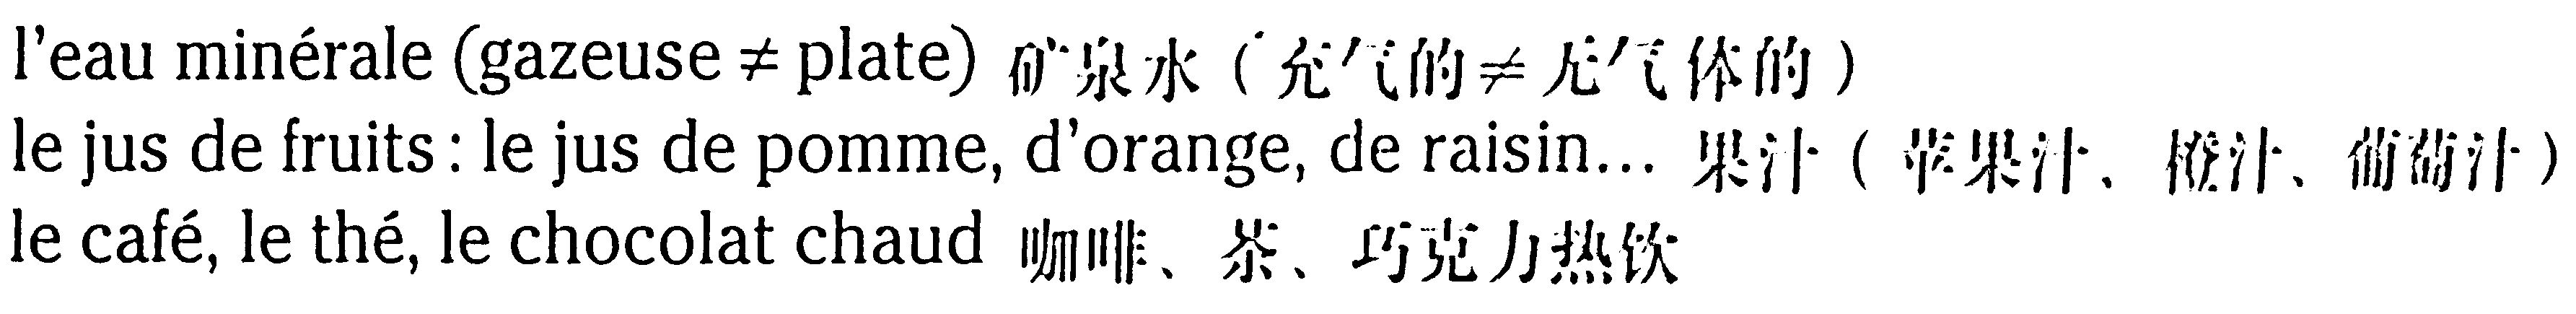 l'eau minérale (gazeuse ≠ plate) 矿泉水（充气的≠无气体的）
le jus de fruits : le jus de pomme, d'orange, de raisin... 果汁（苹果汁、橙汁、葡萄汁）
le café, le thé, le chocolat chaud 咖啡、茶、巧克力热饮